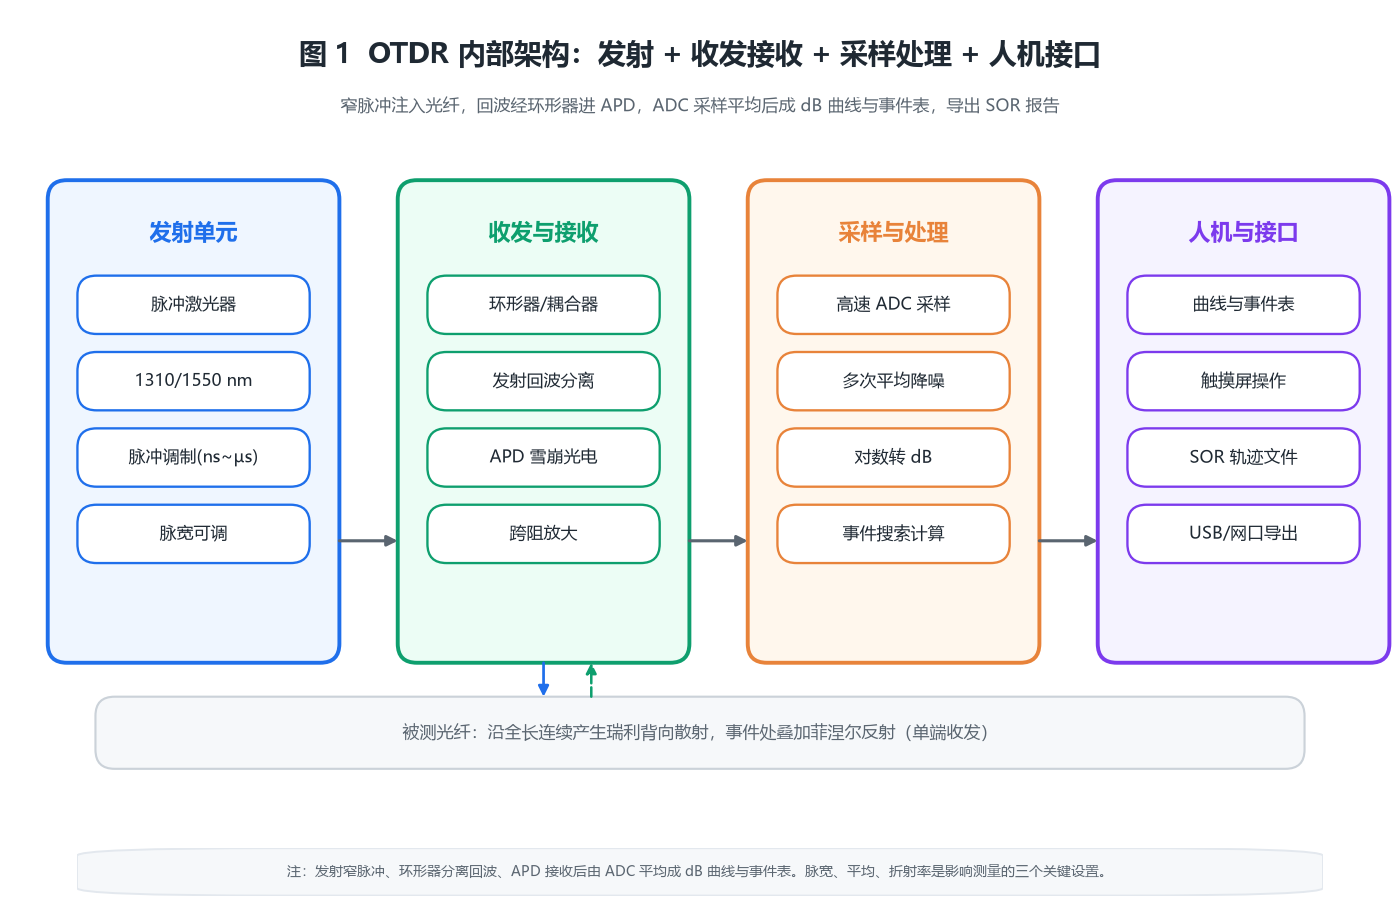 图 1 OTDR 内部架构：发射 + 收发接收 + 采样处理 + 人机接口
窄脉冲注入光纤，回波经环形器进 APD，ADC 采样平均后成 dB 曲线与事件表，导出 SOR 报告
发射单元
脉冲激光器
1310/1550 nm
脉冲调制(ns~μs)
脉宽可调
收发与接收
环形器/耦合器
发射回波分离
APD 雪崩光电
跨阻放大
采样与处理
高速 ADC 采样
多次平均降噪
对数转 dB
事件搜索计算
人机与接口
曲线与事件表
触摸屏操作
SOR 轨迹文件
USB/网口导出
被测光纤：沿全长连续产生瑞利背向散射，事件处叠加菲涅尔反射（单端收发）
注：发射窄脉冲、环形器分离回波、APD 接收后由 ADC 平均成 dB 曲线与事件表。脉宽、平均、折射率是影响测量的三个关键设置。